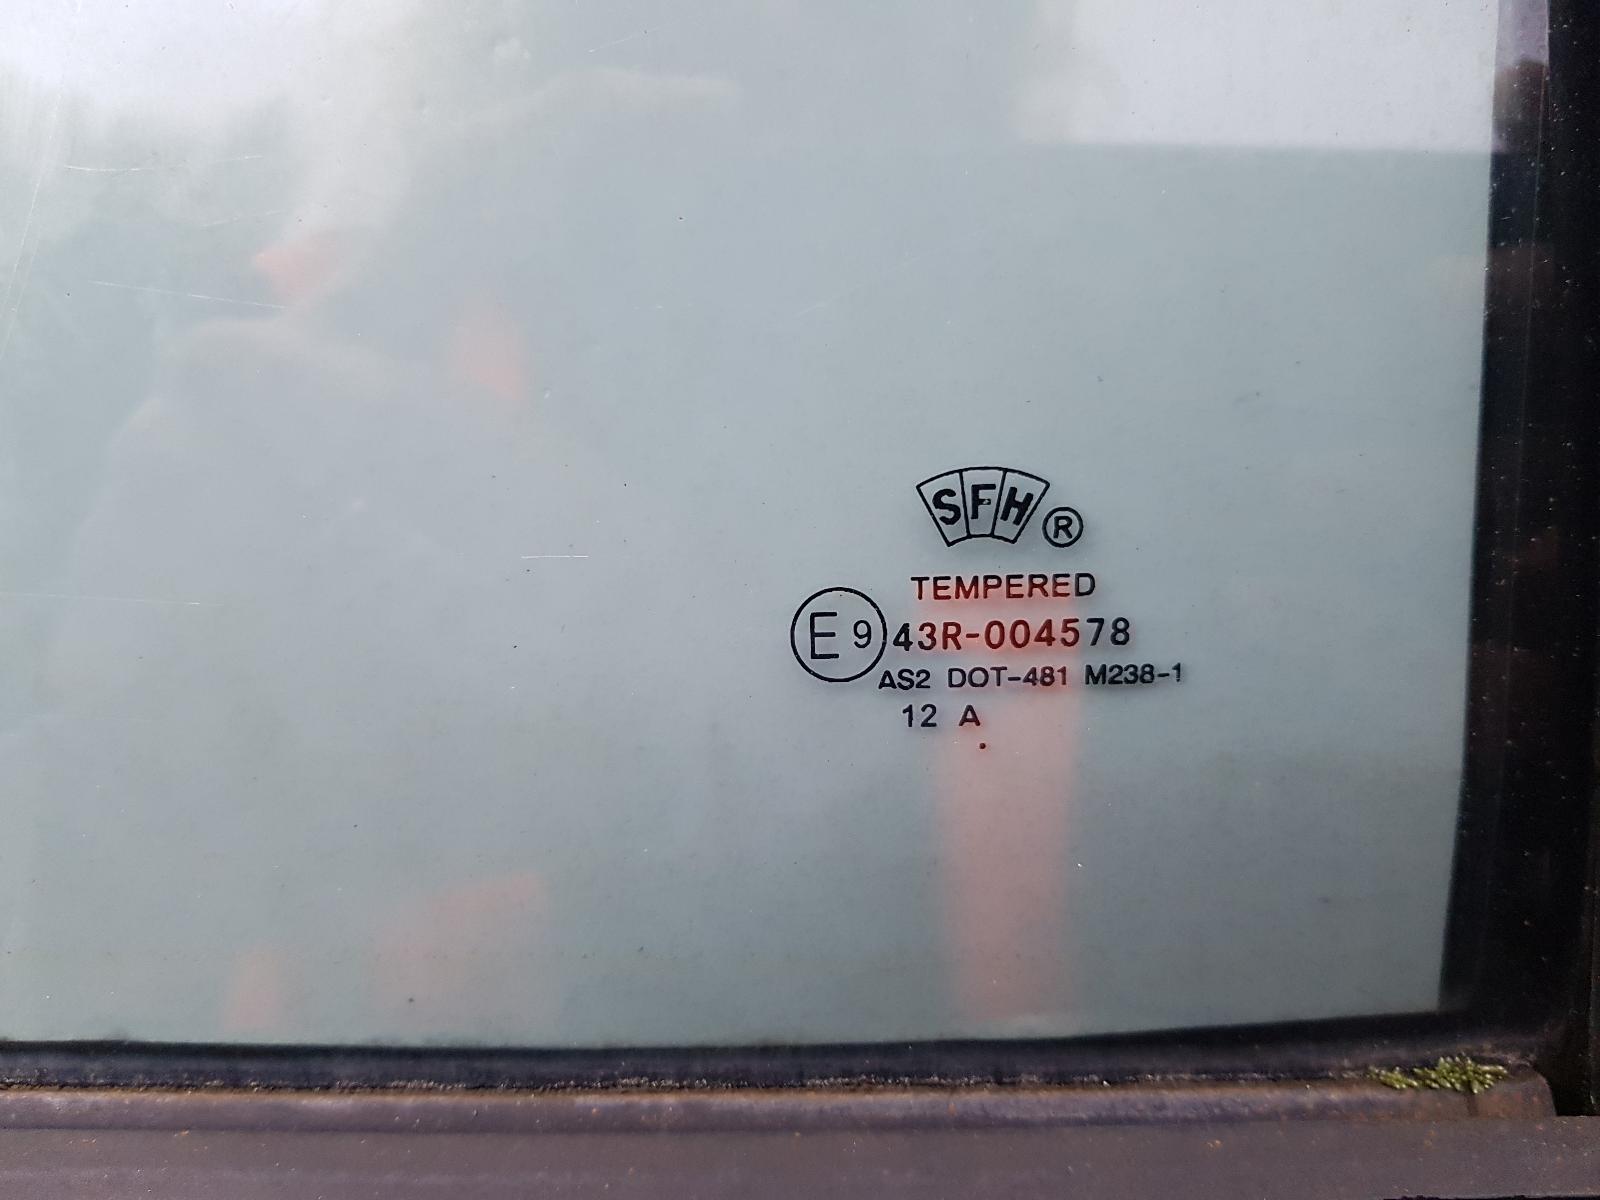 SFH ®
TEMPERED
E9 43R-004578
AS2 DOT-481 M238-1
12 A